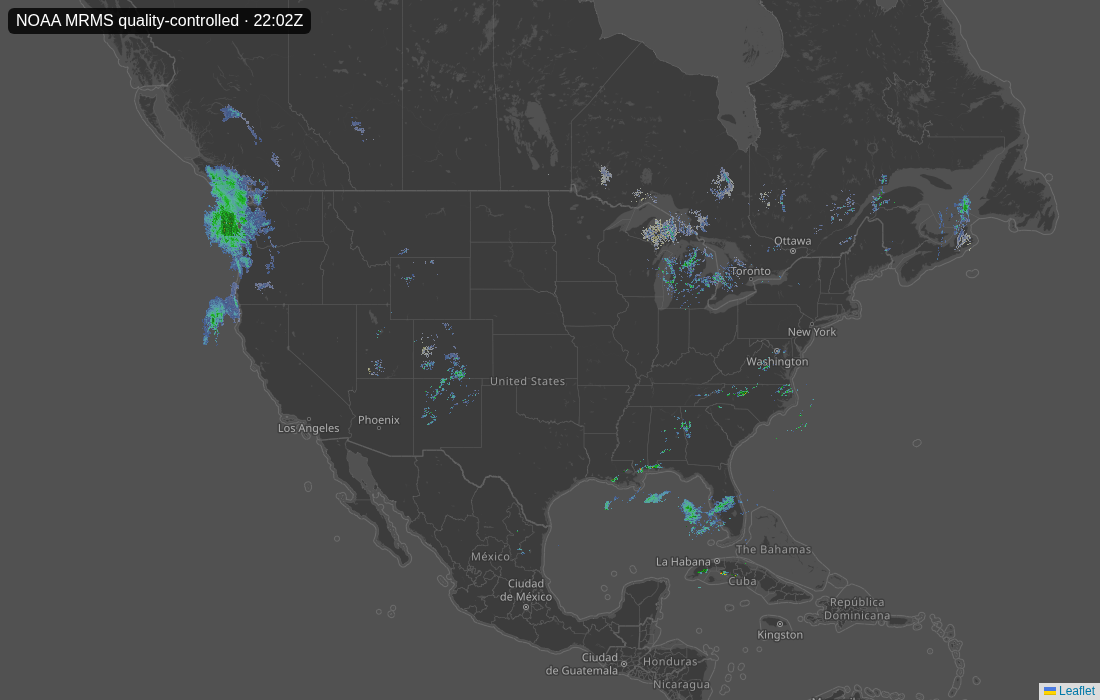 NOAA MRMS quality-controlled · 22:02Z
Ottawa
Toronto
New York
Washington
United States
Phoenix
Los Angeles
México
La Habana
The Bahamas
Cuba
Ciudad
de México
República
Dominicana
Kingston
Ciudad
de Guatemala
Honduras
Nicaragua
Leaflet